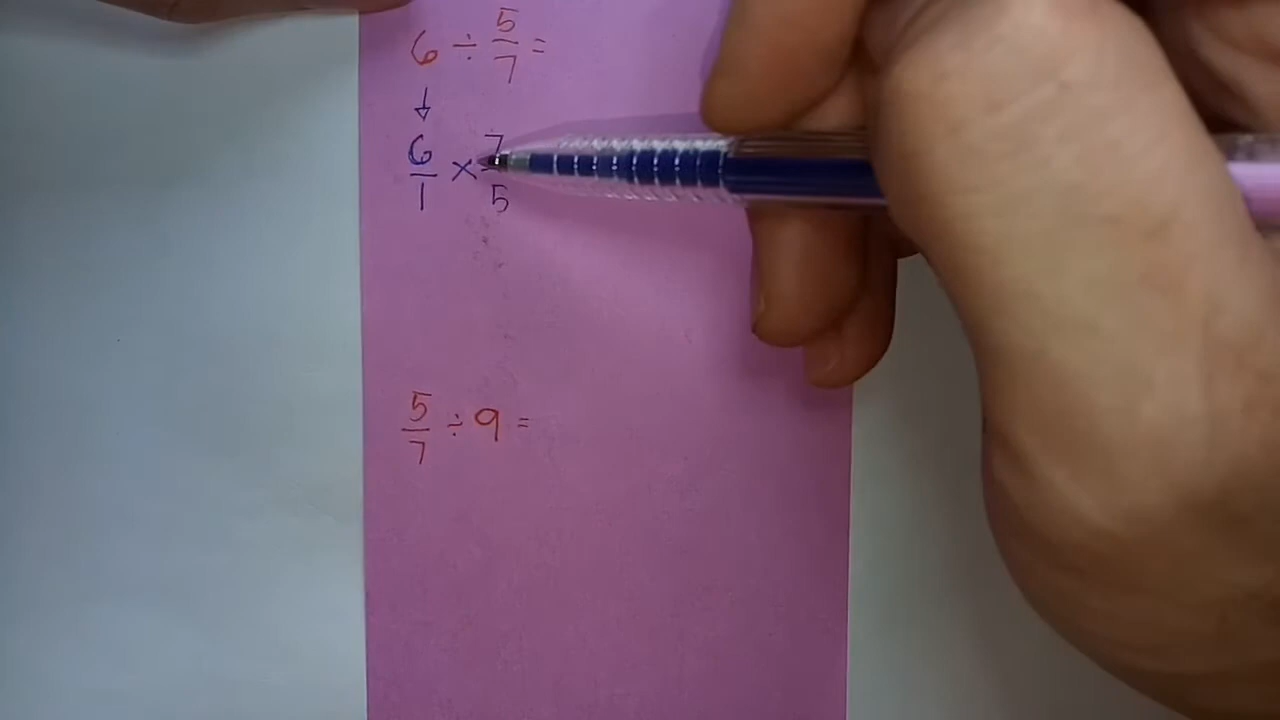 6 ÷ 5/7 =
↓
6/1 × 7/5
5/7 ÷ 9 =